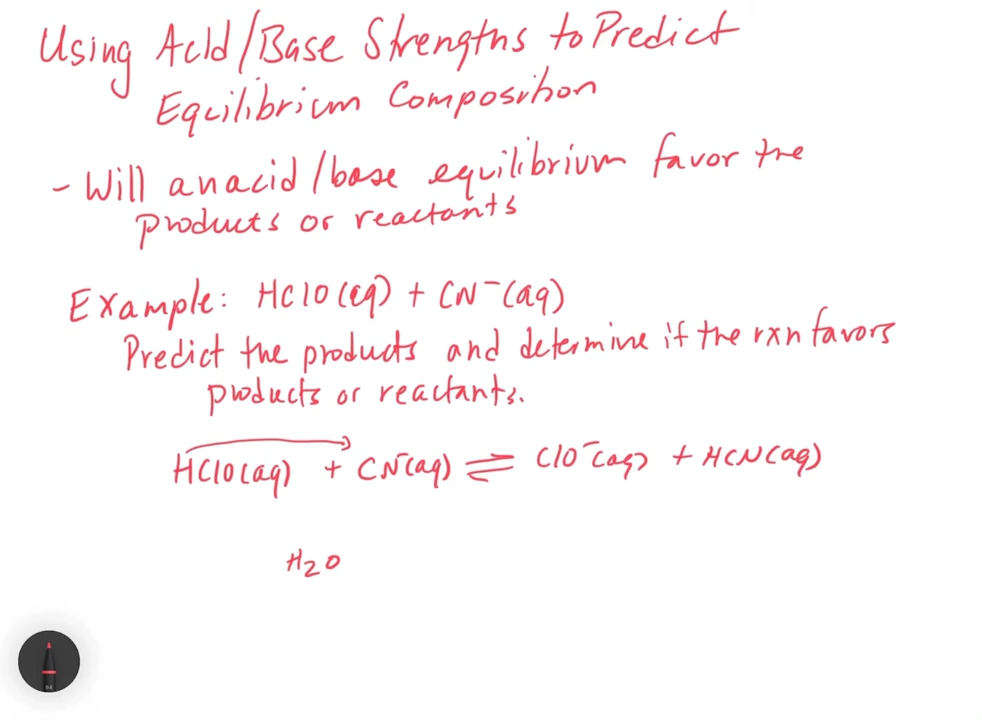 Using Acid/Base Strengths to Predict
Equilibrium Composition
- Will an acid/base equilibrium favor the
products or reactants
Example: HClO(aq) + CN⁻(aq)
Predict the products and determine if the rxn favors
products or reactants.
HClO(aq) + CN⁻(aq) ⇌ ClO⁻(aq) + HCN(aq)
H₂O